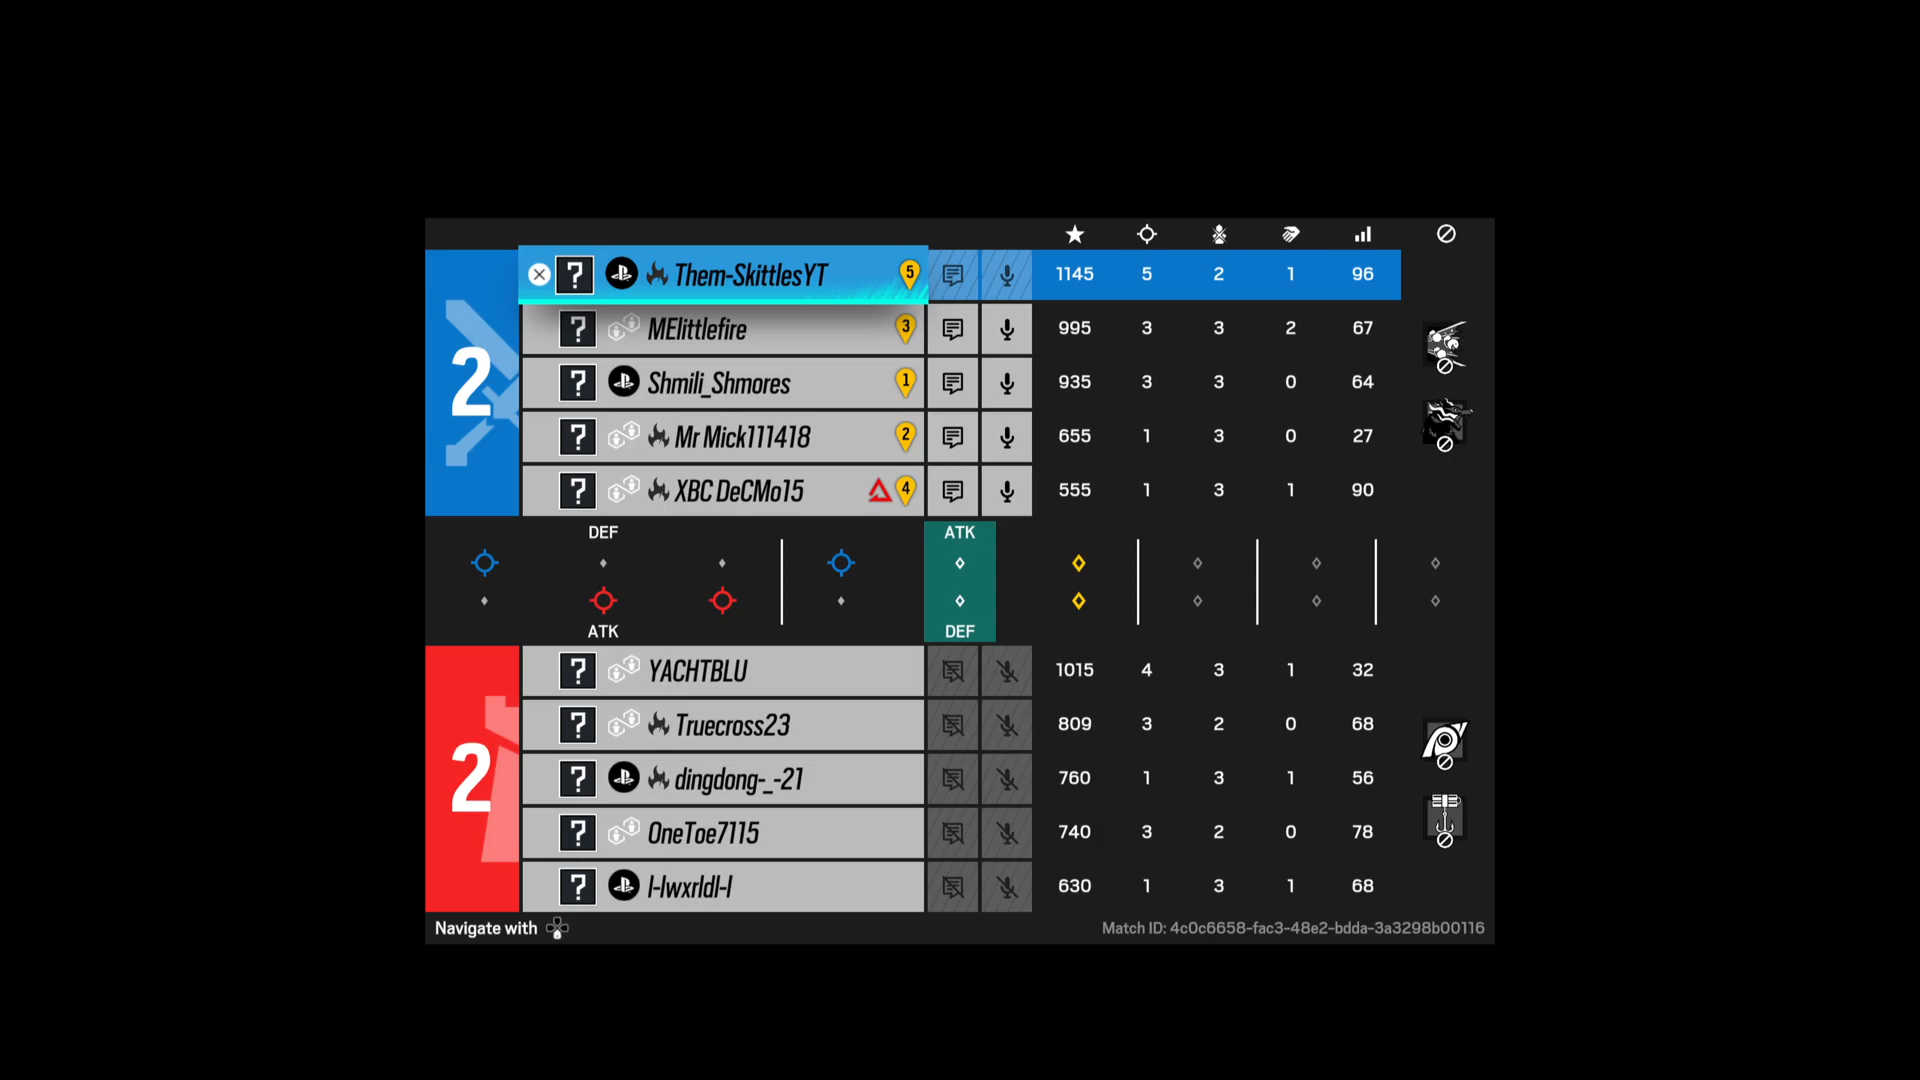 2
? Them-SkittlesYT 5 1145 5 2 1 96
? MElittlefire 3 995 3 3 2 67
? Shmili_Shmores 1 935 3 3 0 64
? Mr Mick111418 2 655 1 3 0 27
? XBC DeCMo15 4 555 1 3 1 90
DEF ATK
ATK DEF
2
? YACHTBLU 1015 4 3 1 32
? Truecross23 809 3 2 0 68
? dingdong-_-21 760 1 3 1 56
? OneToe7115 740 3 2 0 78
? l-lwxrldl-l 630 1 3 1 68
Navigate with
Match ID: 4c0c6658-fac3-48e2-bdda-3a3298b00116